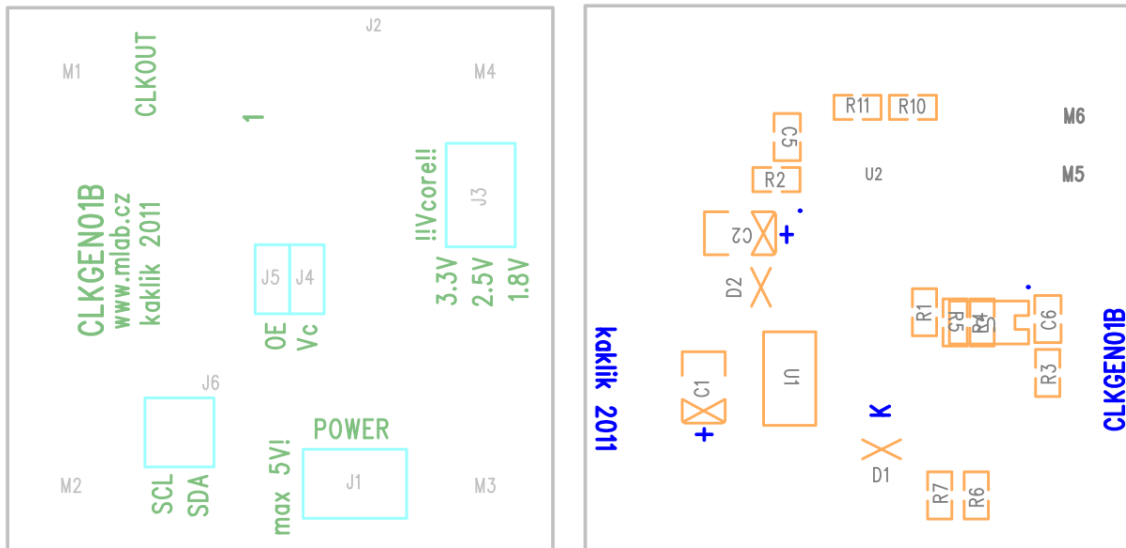 J2
M1
CLKOUT
M4
1
!!Vcore!!
J3
CLKGEN01B
www.mlab.cz
kaklik 2011
J5
J4
3.3V
2.5V
1.8V
OE
Vc
J6
POWER
max 5V!
J1
M2
SCL
SDA
M3
R11
R10
M6
C5
R2
U2
M5
C2
+
D2
R1
R5
R4
C6
kaklik 2011
C1
U1
R3
CLKGEN01B
+
K
D1
R7
R6